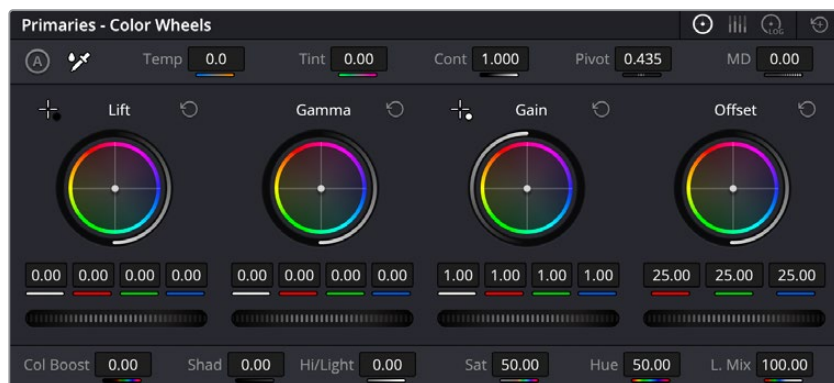 Primaries - Color Wheels
LOG
A Temp 0.0 Tint 0.00 Cont 1.000 Pivot 0.435 MD 0.00
Lift Gamma Gain Offset
0.00 0.00 0.00 0.00 0.00 0.00 0.00 0.00 1.00 1.00 1.00 1.00 25.00 25.00 25.00
Col Boost 0.00 Shad 0.00 Hi/Light 0.00 Sat 50.00 Hue 50.00 L. Mix 100.00